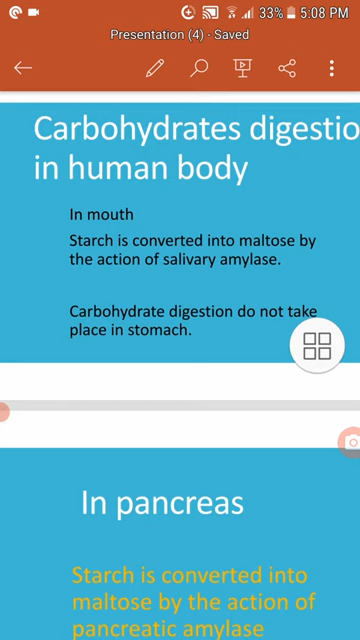 33% 5:08 PM
Presentation (4) - Saved
Carbohydrates digestio
in human body
In mouth
Starch is converted into maltose by
the action of salivary amylase.
Carbohydrate digestion do not take
place in stomach.
In pancreas
Starch is converted into
maltose by the action of
pancreatic amylase